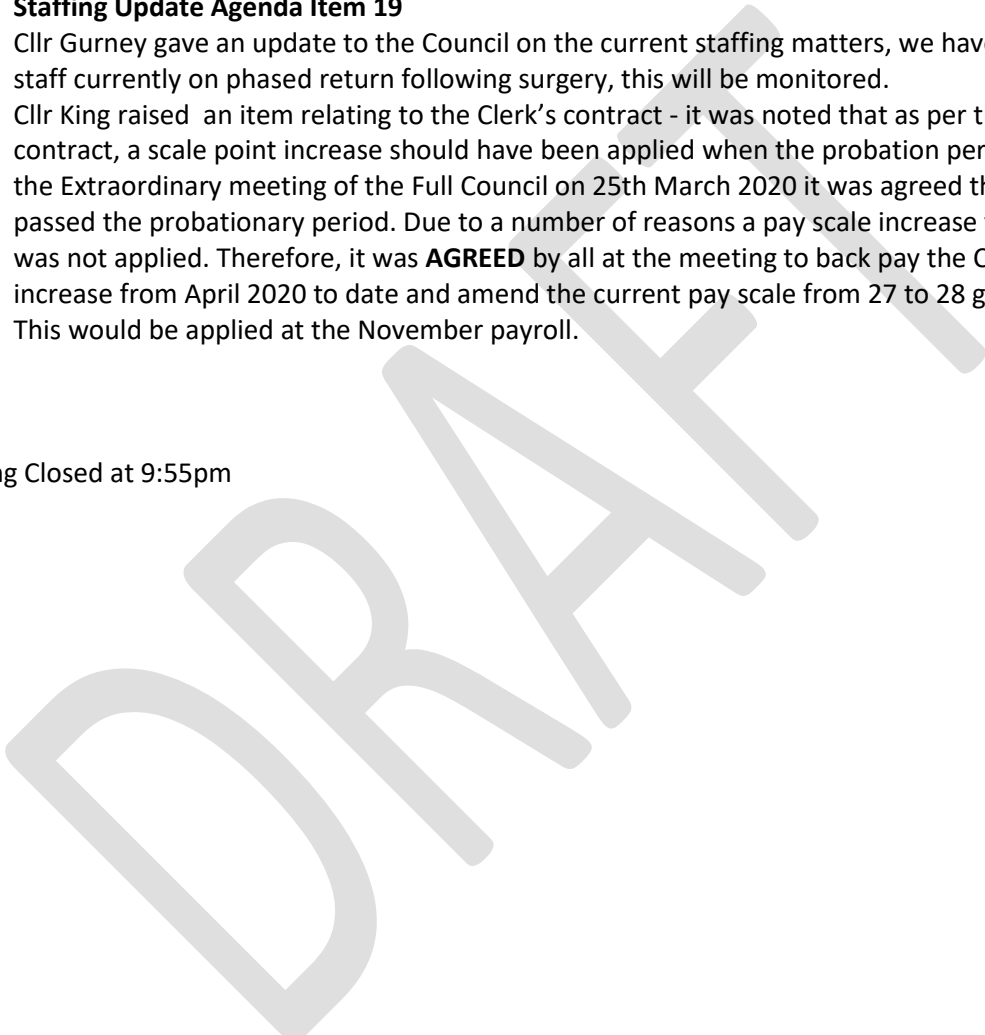 Staffing Update Agenda Item 19
Cllr Gurney gave an update to the Council on the current staffing matters, we have
staff currently on phased return following surgery, this will be monitored.
Cllr King raised an item relating to the Clerk's contract - it was noted that as per
contract, a scale point increase should have been applied when the probation
the Extraordinary meeting of the Full Council on 25th March 2020 it was agreed
passed the probationary period. Due to a number of reasons a pay scale increase
was not applied. Therefore, it was AGREED by all at the meeting to back pay the
increase from April 2020 to date and amend the current pay scale from 27 to 28
This would be applied at the November payroll.
Closed at 9:55pm
DRAFT